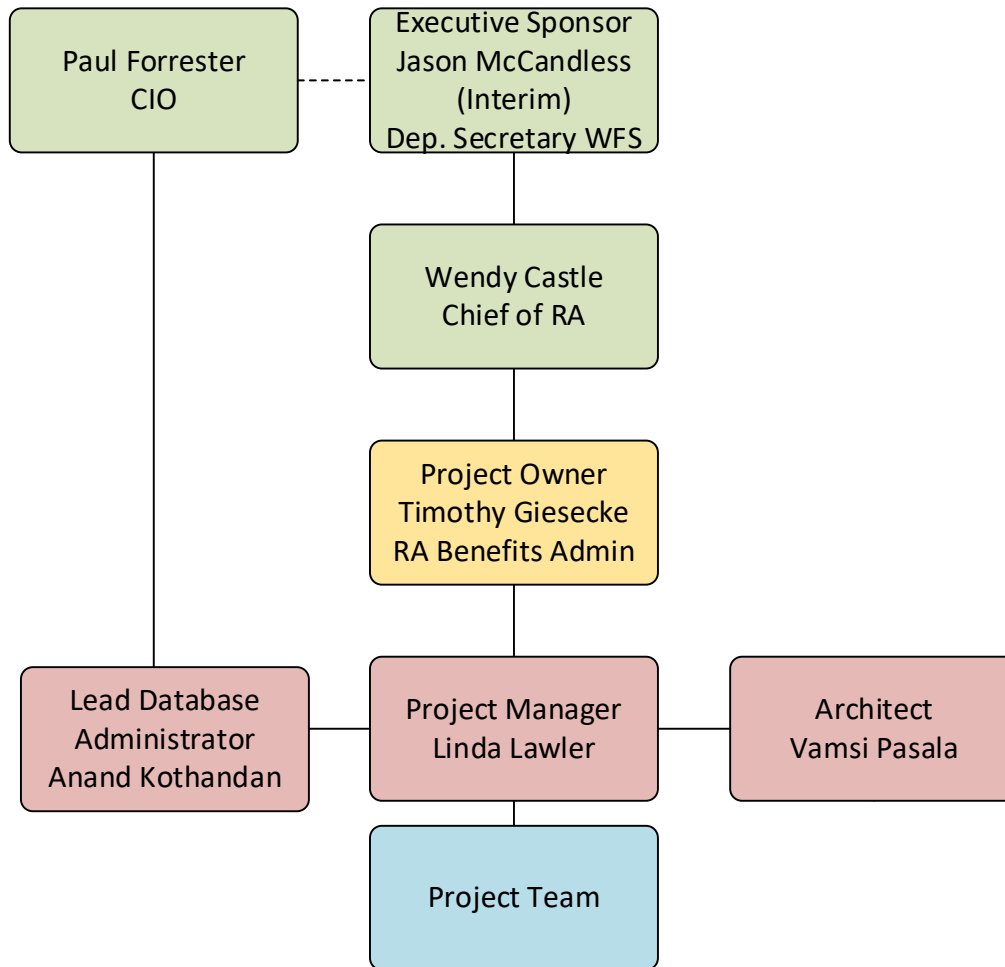 Paul Forrester
CIO
Executive Sponsor
Jason McCandless
(Interim)
Dep. Secretary WFS
Wendy Castle
Chief of RA
Project Owner
Timothy Giesecke
RA Benefits Admin
Lead Database
Administrator
Anand Kothandan
Project Manager
Linda Lawler
Architect
Vamsi Pasala
Project Team